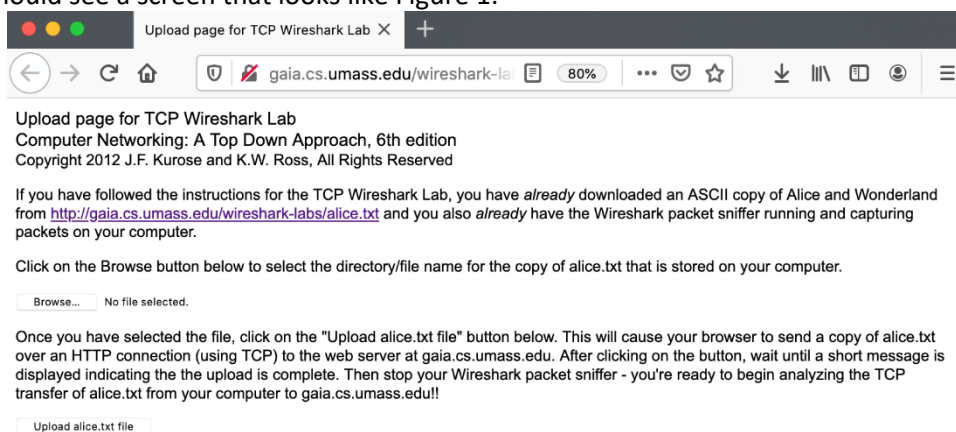 ould see a screen that looks like Figure 1.
Upload page for TCP Wireshark Lab
gaia.cs.umass.edu/wireshark-la
80%
Upload page for TCP Wireshark Lab
Computer Networking: A Top Down Approach, 6th edition
Copyright 2012 J.F. Kurose and K.W. Ross, All Rights Reserved
If you have followed the instructions for the TCP Wireshark Lab, you have already downloaded an ASCII copy of Alice and Wonderland
from http://gaia.cs.umass.edu/wireshark-labs/alice.txt and you also already have the Wireshark packet sniffer running and capturing
packets on your computer.
Click on the Browse button below to select the directory/file name for the copy of alice.txt that is stored on your computer.
Browse... No file selected.
Once you have selected the file, click on the "Upload alice.txt file" button below. This will cause your browser to send a copy of alice.txt
over an HTTP connection (using TCP) to the web server at gaia.cs.umass.edu. After clicking on the button, wait until a short message is
displayed indicating the the upload is complete. Then stop your Wireshark packet sniffer - you're ready to begin analyzing the TCP
transfer of alice.txt from your computer to gaia.cs.umass.edu!!
Upload alice.txt file